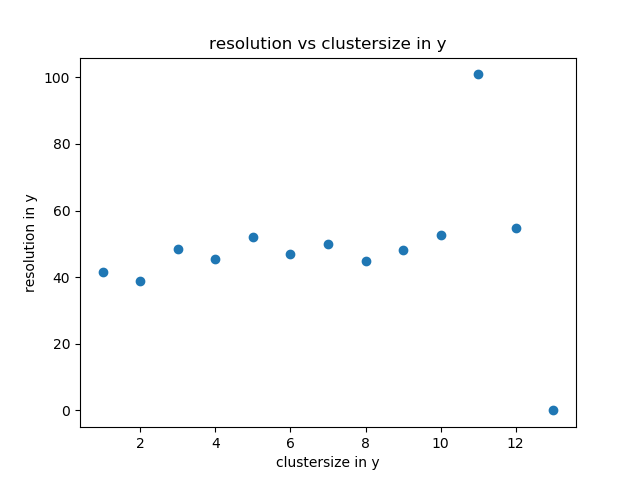 resolution vs clustersize in y
100
80
60
40
20
0
resolution in y
2 4 6 8 10 12
clustersize in y